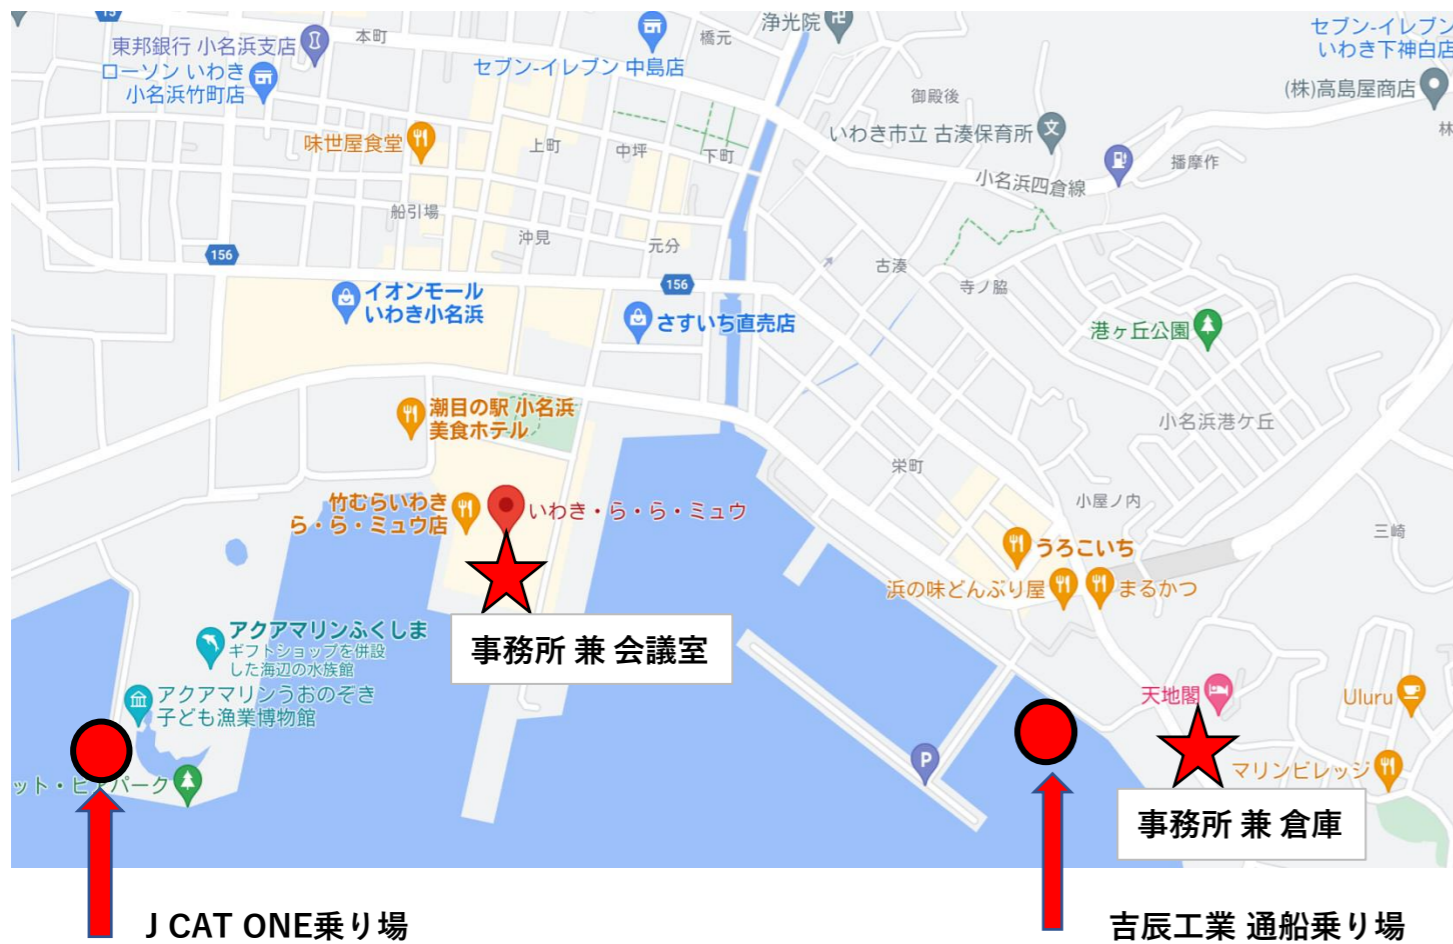 15
東邦銀行 小名浜支店
本町
ローソン いわき
小名浜竹町店
セブン-イレブン 中島店
橋元
浄光院
セブン-イレブン
いわき下神白店
(株)高島屋商店
御殿後
いわき市立 古湊保育所
林
味世屋食堂
上町
中坪
下町
小名浜四倉線
播摩作
船引場
沖見
元分
156
156
古湊
寺ノ脇
イオンモール
いわき小名浜
さすいち直売店
港ヶ丘公園
潮目の駅 小名浜
美食ホテル
小名浜港ケ丘
栄町
小屋ノ内
三崎
竹むらいわき
ら・ら・ミュウ店
いわき・ら・ら・ミュウ
うろこいち
浜の味どんぶり屋
まるかつ
アクアマリンふくしま
ギフトショップを併設
した海辺の水族館
事務所 兼 会議室
アクアマリンうおのぞき
子ども漁業博物館
天地閣
Uluru
P
マリンビレッジ
ット・ピアパーク
事務所 兼 倉庫
J CAT ONE乗り場
吉辰工業 通船乗り場